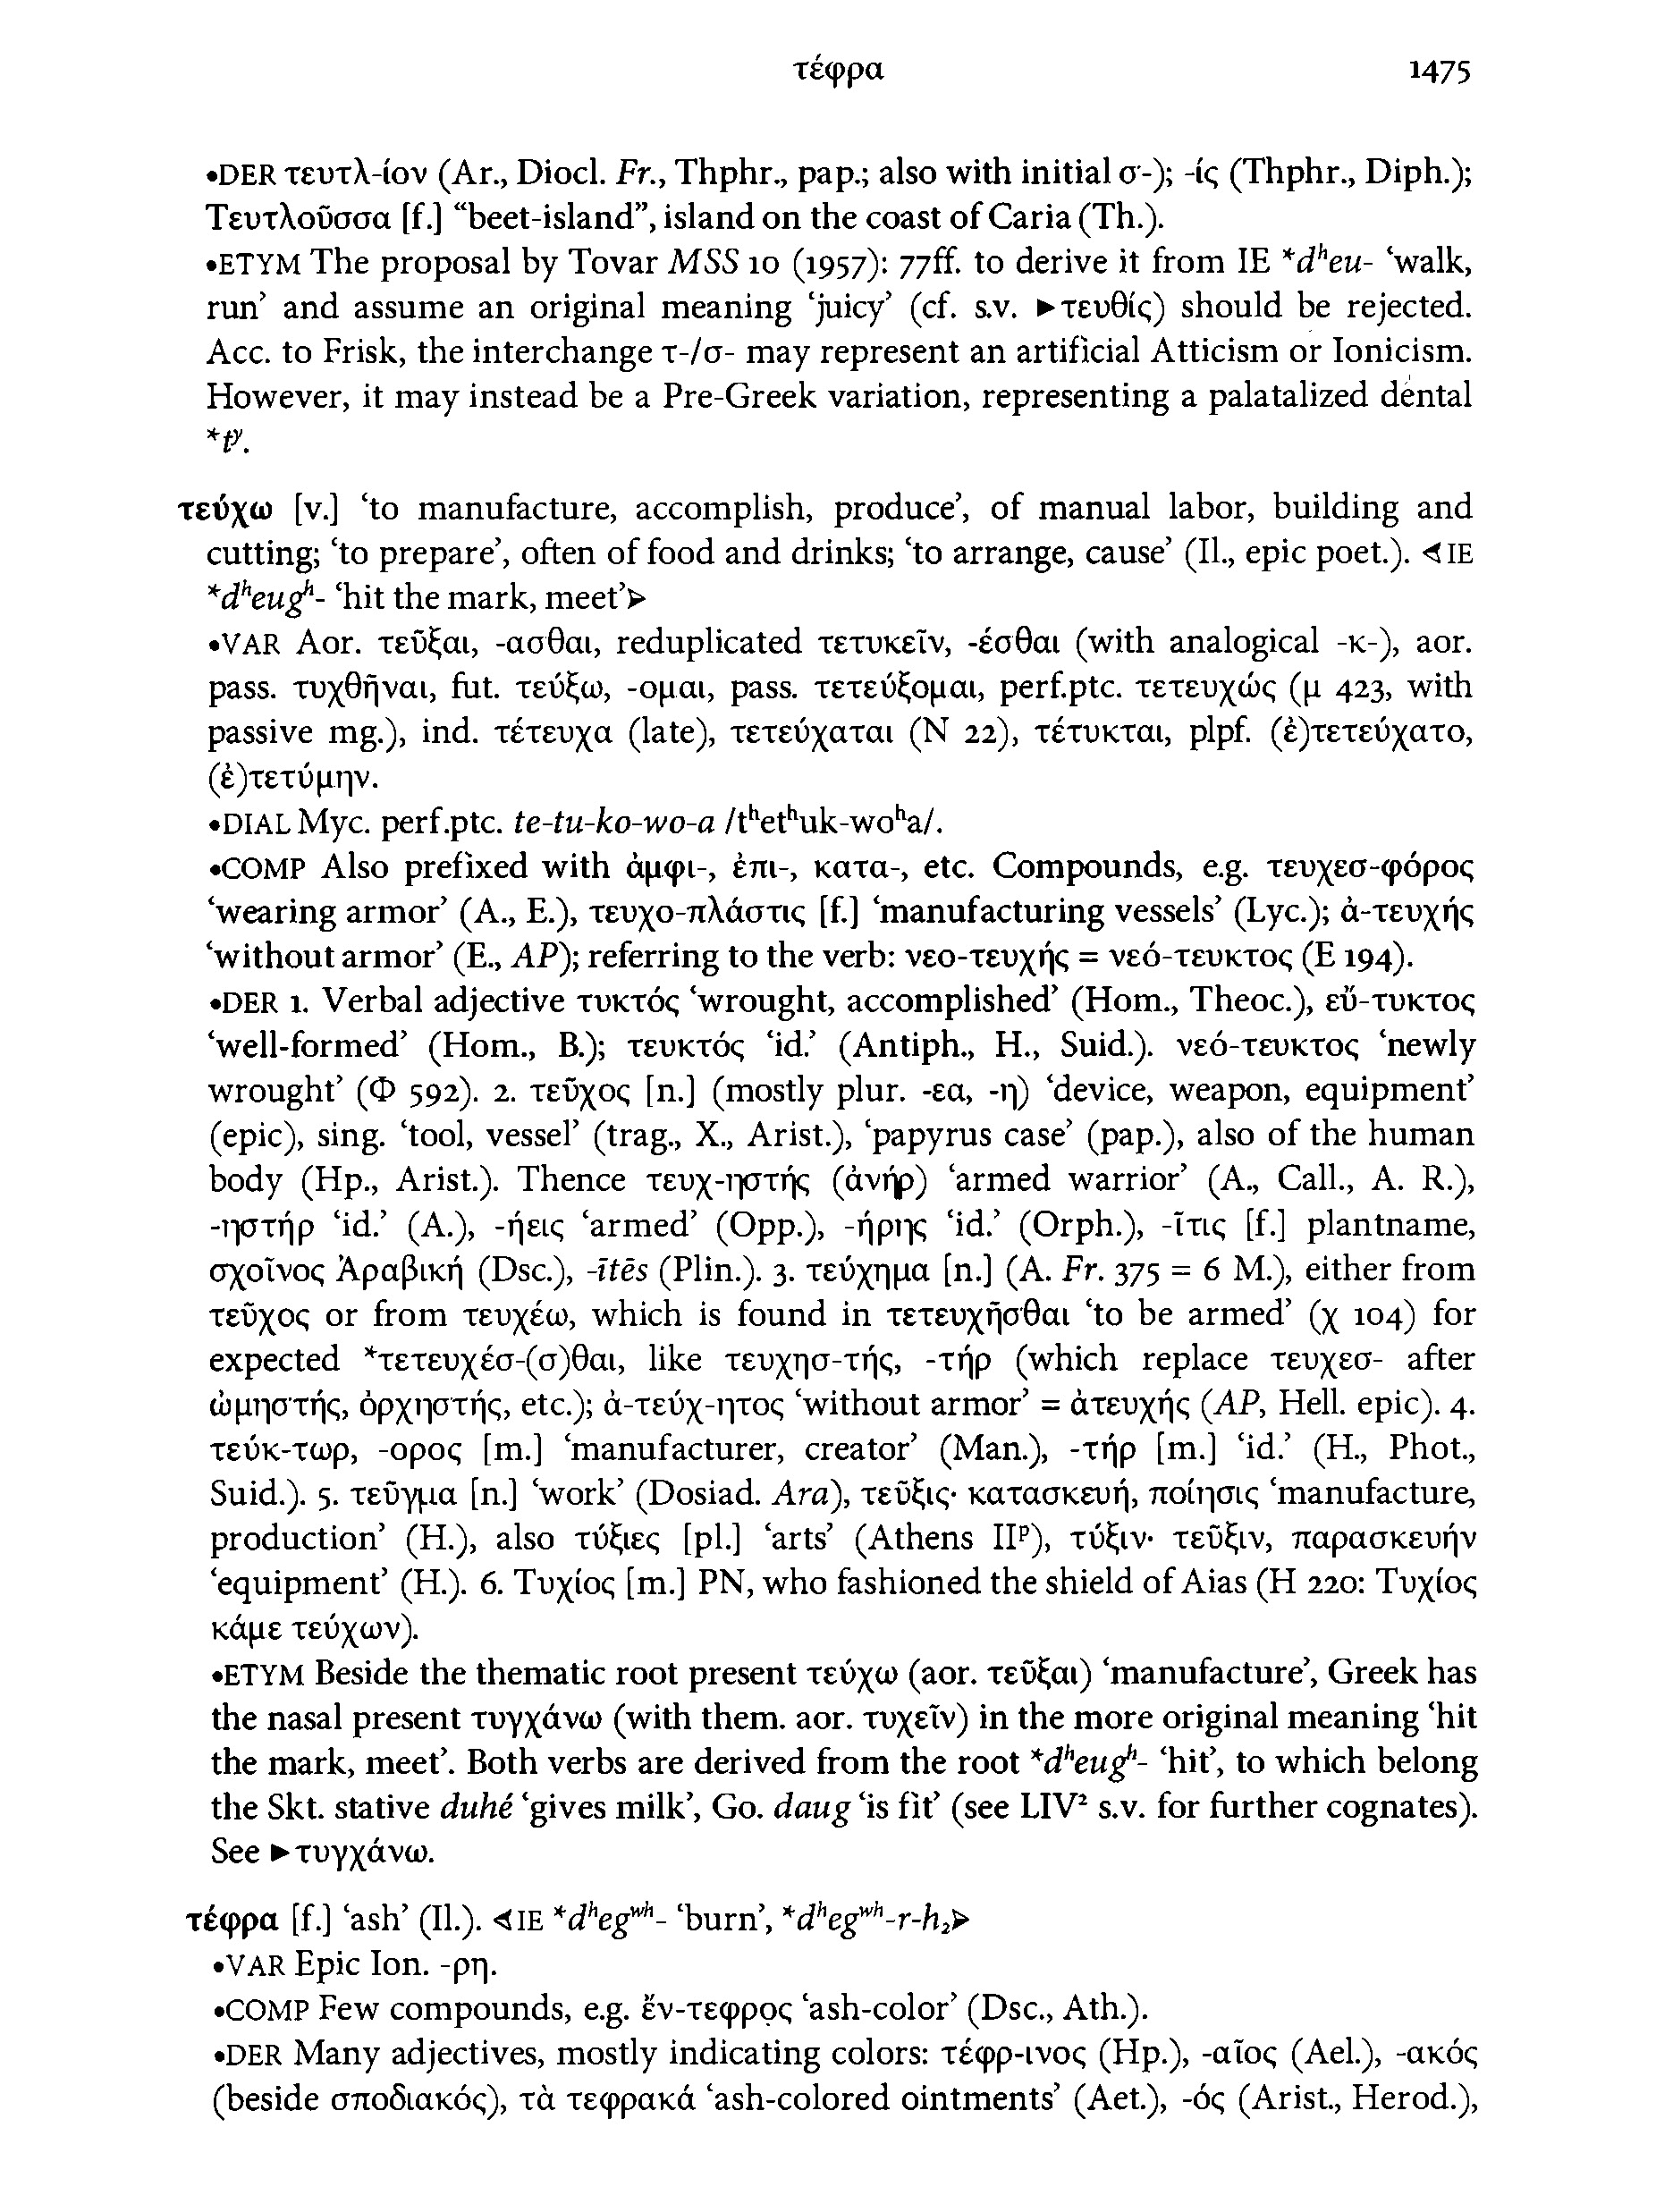 τέφρα 1475
•DER τευτλ-ίον (Ar., Diocl. Fr., Thphr., pap.; also with initial σ-); -ίς (Thphr., Diph.);
Τευτλοῦσσα [f.] “beet-island”, island on the coast of Caria (Th.).
•ETYM The proposal by Tovar MSS 10 (1957): 77ff. to derive it from IE *dʰeu- ‘walk,
run’ and assume an original meaning ‘juicy’ (cf. s.v. ►τευθίς) should be rejected.
Acc. to Frisk, the interchange τ-/σ- may represent an artificial Atticism or Ionicism.
However, it may instead be a Pre-Greek variation, representing a palatalized dental
*tʸ.
τεύχω [v.] ‘to manufacture, accomplish, produce’, of manual labor, building and
cutting; ‘to prepare’, often of food and drinks; ‘to arrange, cause’ (Il., epic poet.). ⊲IE
*dʰeugʰ- ‘hit the mark, meet’⊳
•VAR Aor. τεῦξαι, -ασθαι, reduplicated τετυκεῖν, -έσθαι (with analogical -κ-), aor.
pass. τυχθῆναι, fut. τεύξω, -ομαι, pass. τετεύξομαι, perf.ptc. τετευχώς (μ 423, with
passive mg.), ind. τέτευχα (late), τετεύχαται (Ν 22), τέτυκται, plpf. (ἐ)τετεύχατο,
(ἐ)τετύμην.
•DIAL Myc. perf.ptc. te-tu-ko-wo-a /tʰetʰuk-woʰa/.
•COMP Also prefixed with ἀμφι-, ἐπι-, κατα-, etc. Compounds, e.g. τευχεσ-φόρος
‘wearing armor’ (A., E.), τευχο-πλάστις [f.] ‘manufacturing vessels’ (Lyc.); ἀ-τευχής
‘without armor’ (E., AP); referring to the verb: νεο-τευχής = νεό-τευκτος (Ε 194).
•DER 1. Verbal adjective τυκτός ‘wrought, accomplished’ (Hom., Theoc.), εὔ-τυκτος
‘well-formed’ (Hom., B.); τευκτός ‘id.’ (Antiph., H., Suid.). νεό-τευκτος ‘newly
wrought’ (Φ 592). 2. τεῦχος [n.] (mostly plur. -εα, -η) ‘device, weapon, equipment’
(epic), sing. ‘tool, vessel’ (trag., X., Arist.), ‘papyrus case’ (pap.), also of the human
body (Hp., Arist.). Thence τευχ-ηστής (ἀνήρ) ‘armed warrior’ (A., Call., A. R.),
-ηστήρ ‘id.’ (A.), -ήεις ‘armed’ (Opp.), -ήρης ‘id.’ (Orph.), -ῖτις [f.] plantname,
σχοῖνος Ἀραβική (Dsc.), -ītēs (Plin.). 3. τεύχημα [n.] (A. Fr. 375 = 6 M.), either from
τεῦχος or from τευχέω, which is found in τετευχῆσθαι ‘to be armed’ (χ 104) for
expected *τετευχέσ-(σ)θαι, like τευχησ-τής, -τήρ (which replace τευχεσ- after
ὠμηστής, ὀρχηστής, etc.); ἀ-τεύχ-ητος ‘without armor’ = ἀτευχής (AP, Hell. epic). 4.
τεύκ-τωρ, -ορος [m.] ‘manufacturer, creator’ (Man.), -τήρ [m.] ‘id.’ (H., Phot.,
Suid.). 5. τεῦγμα [n.] ‘work’ (Dosiad. Ara), τεῦξις· κατασκευή, ποίησις ‘manufacture,
production’ (H.), also τύξιες [pl.] ‘arts’ (Athens IIᵖ), τύξιν· τεῦξιν, παρασκευήν
‘equipment’ (H.). 6. Τυχίος [m.] PN, who fashioned the shield of Aias (Η 220: Τυχίος
κάμε τεύχων).
•ETYM Beside the thematic root present τεύχω (aor. τεῦξαι) ‘manufacture’, Greek has
the nasal present τυγχάνω (with them. aor. τυχεῖν) in the more original meaning ‘hit
the mark, meet’. Both verbs are derived from the root *dʰeugʰ- ‘hit’, to which belong
the Skt. stative duhé ‘gives milk’, Go. daug ‘is fit’ (see LIV² s.v. for further cognates).
See ►τυγχάνω.
τέφρα [f.] ‘ash’ (Il.). ⊲IE *dʰegʷʰ- ‘burn’, *dʰegʷʰ-r-h₂⊳
•VAR Epic Ion. -ρη.
•COMP Few compounds, e.g. ἔν-τεφρος ‘ash-color’ (Dsc., Ath.).
•DER Many adjectives, mostly indicating colors: τέφρ-ινος (Hp.), -αῖος (Ael.), -ακός
(beside σποδιακός), τὰ τεφρακά ‘ash-colored ointments’ (Aet.), -ός (Arist., Herod.),